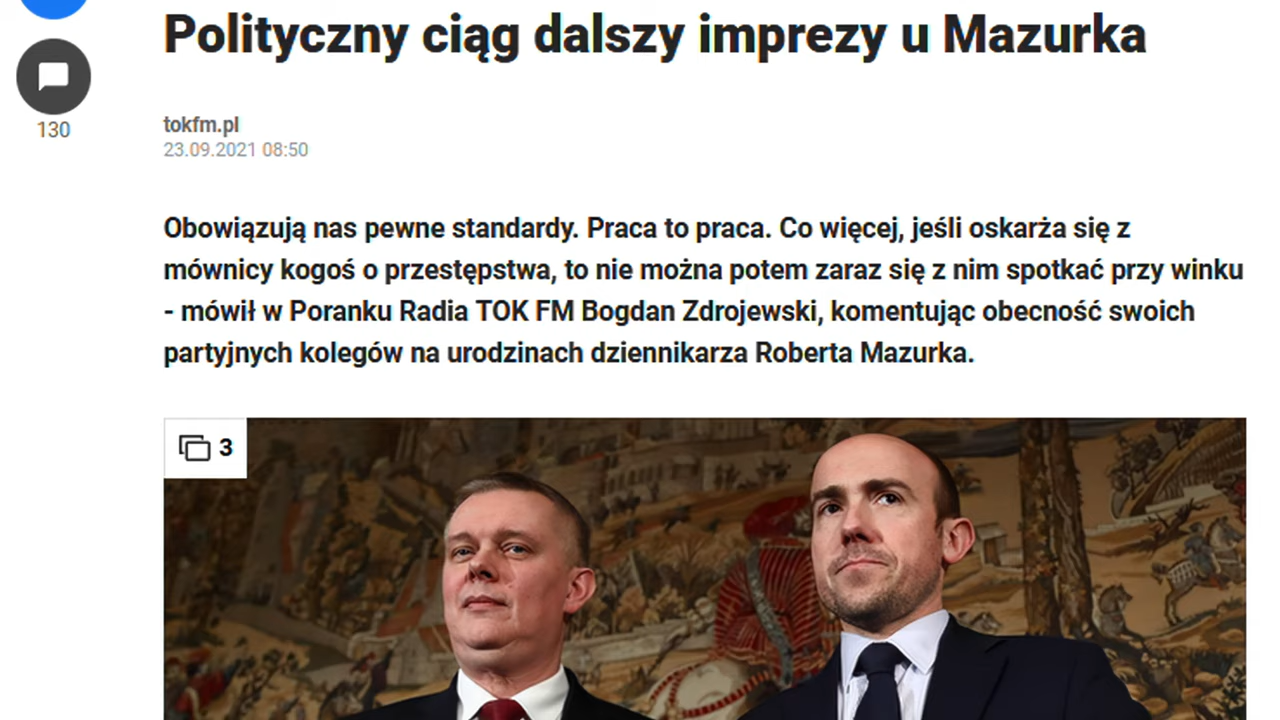 Polityczny ciąg dalszy imprezy u Mazurka
130
tokfm.pl
23.09.2021 08:50
Obowiązują nas pewne standardy. Praca to praca. Co więcej, jeśli oskarża się z
mównicy kogoś o przestępstwa, to nie można potem zaraz się z nim spotkać przy winku
- mówił w Poranku Radia TOK FM Bogdan Zdrojewski, komentując obecność swoich
partyjnych kolegów na urodzinach dziennikarza Roberta Mazurka.
3